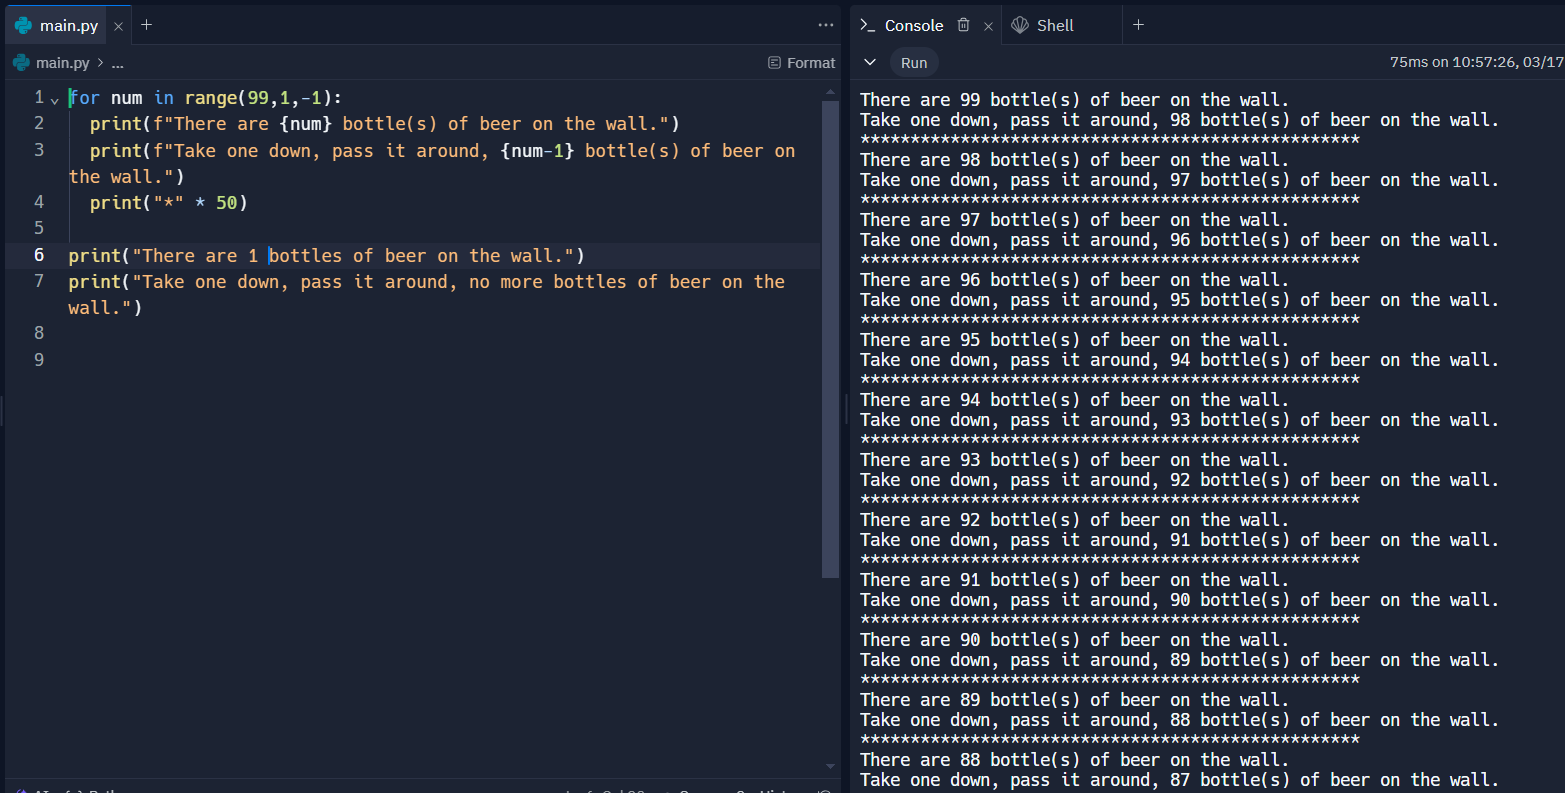 main.py
main.py > ...
Format
1 for num in range(99,1,-1):
2 print(f"There are {num} bottle(s) of beer on the wall.")
3 print(f"Take one down, pass it around, {num-1} bottle(s) of beer on
the wall.")
4 print("*" * 50)
5
6 print("There are 1 bottles of beer on the wall.")
7 print("Take one down, pass it around, no more bottles of beer on the
wall.")
8
9
Console
Shell
Run
75ms on 10:57:26, 03/17
There are 99 bottle(s) of beer on the wall.
Take one down, pass it around, 98 bottle(s) of beer on the wall.
**************************************************
There are 98 bottle(s) of beer on the wall.
Take one down, pass it around, 97 bottle(s) of beer on the wall.
**************************************************
There are 97 bottle(s) of beer on the wall.
Take one down, pass it around, 96 bottle(s) of beer on the wall.
**************************************************
There are 96 bottle(s) of beer on the wall.
Take one down, pass it around, 95 bottle(s) of beer on the wall.
**************************************************
There are 95 bottle(s) of beer on the wall.
Take one down, pass it around, 94 bottle(s) of beer on the wall.
**************************************************
There are 94 bottle(s) of beer on the wall.
Take one down, pass it around, 93 bottle(s) of beer on the wall.
**************************************************
There are 93 bottle(s) of beer on the wall.
Take one down, pass it around, 92 bottle(s) of beer on the wall.
**************************************************
There are 92 bottle(s) of beer on the wall.
Take one down, pass it around, 91 bottle(s) of beer on the wall.
**************************************************
There are 91 bottle(s) of beer on the wall.
Take one down, pass it around, 90 bottle(s) of beer on the wall.
**************************************************
There are 90 bottle(s) of beer on the wall.
Take one down, pass it around, 89 bottle(s) of beer on the wall.
**************************************************
There are 89 bottle(s) of beer on the wall.
Take one down, pass it around, 88 bottle(s) of beer on the wall.
**************************************************
There are 88 bottle(s) of beer on the wall.
Take one down, pass it around, 87 bottle(s) of beer on the wall.